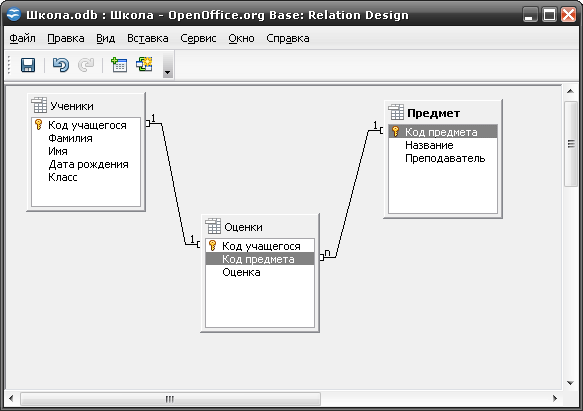 Школа.odb : Школа - OpenOffice.org Base: Relation Design
Файл Правка Вид Вставка Сервис Окно Справка
Ученики
Код учащегося
Фамилия
Имя
Дата рождения
Класс
1
1
Оценки
Код учащегося
Код предмета
Оценка
n
1
Предмет
Код предмета
Название
Преподаватель